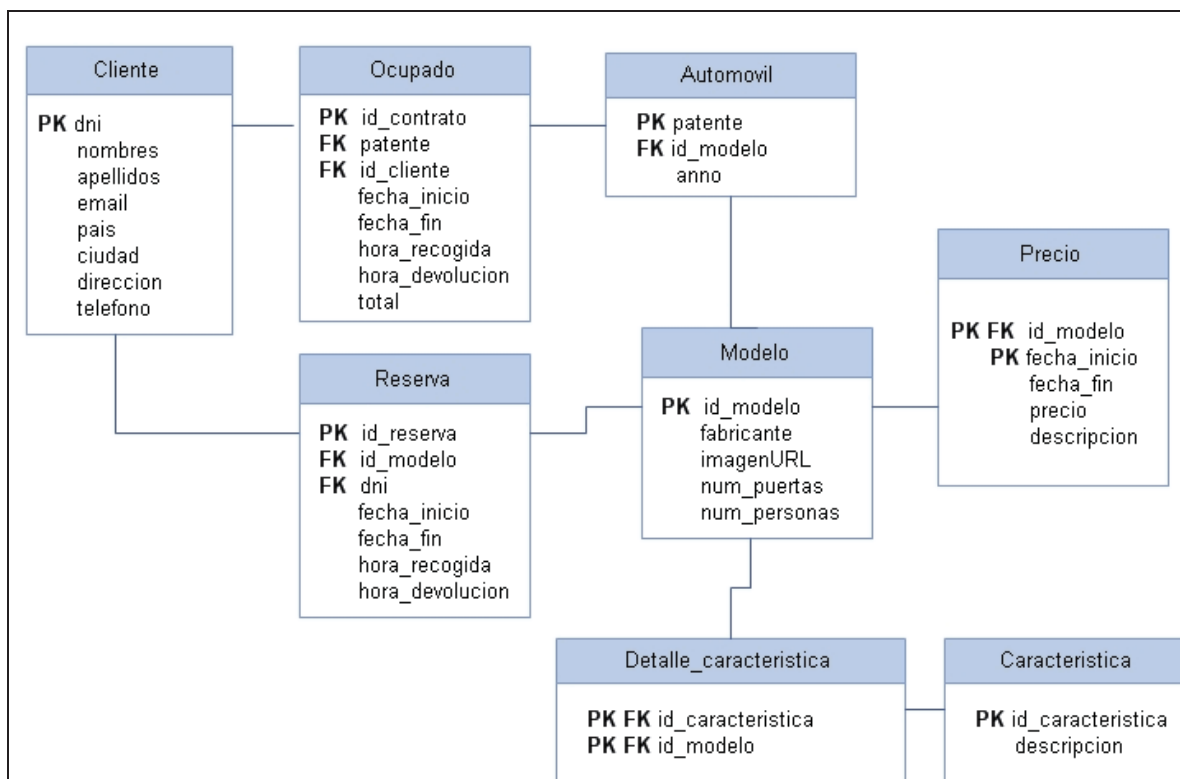 Cliente
PK dni
nombres
apellidos
email
pais
ciudad
direccion
telefono
Ocupado
PK id_contrato
FK patente
FK id_cliente
fecha_inicio
fecha_fin
hora_recogida
hora_devolucion
total
Automovil
PK patente
FK id_modelo
anno
Precio
PK FK id_modelo
PK fecha_inicio
fecha_fin
precio
descripcion
Reserva
PK id_reserva
FK id_modelo
FK dni
fecha_inicio
fecha_fin
hora_recogida
hora_devolucion
Modelo
PK id_modelo
fabricante
imagenURL
num_puertas
num_personas
Detalle_caracteristica
PK FK id_caracteristica
PK FK id_modelo
Caracteristica
PK id_caracteristica
descripcion